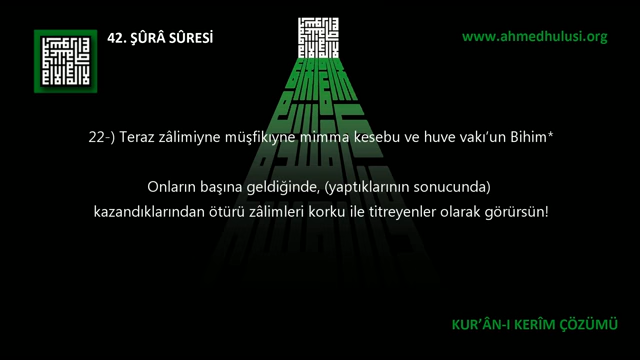 42. ŞÛRÂ SÛRESİ
www.ahmedhulusi.org
22-) Teraz zâlimiyne müşfikıyne mimma kesebu ve huve vakı’un Bihim*
Onların başına geldiğinde, (yaptıklarının sonucunda)
kazandıklarından ötürü zâlimleri korku ile titreyenler olarak görürsün!
KUR’ÂN-I KERÎM ÇÖZÜMÜ